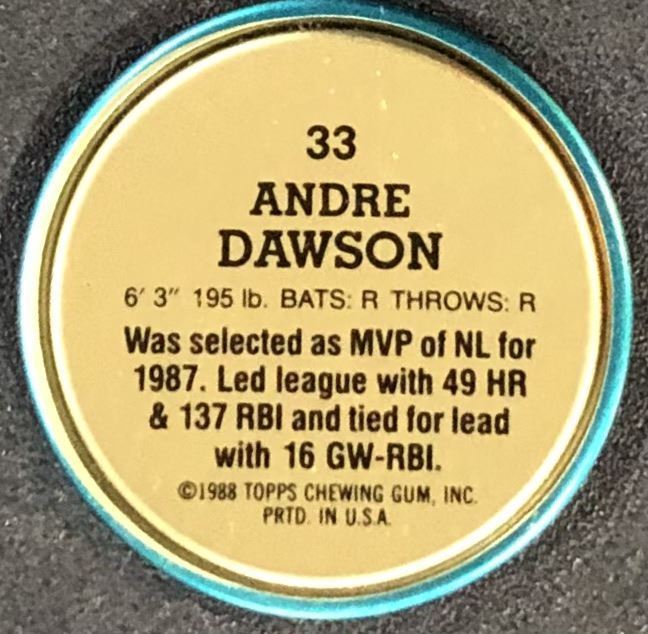 33
ANDRE
DAWSON
6' 3" 195 lb. BATS: R THROWS: R
Was selected as MVP of NL for
1987. Led league with 49 HR
& 137 RBI and tied for lead
with 16 GW-RBI.
©1988 TOPPS CHEWING GUM, INC.
PRTD. IN U.S.A.